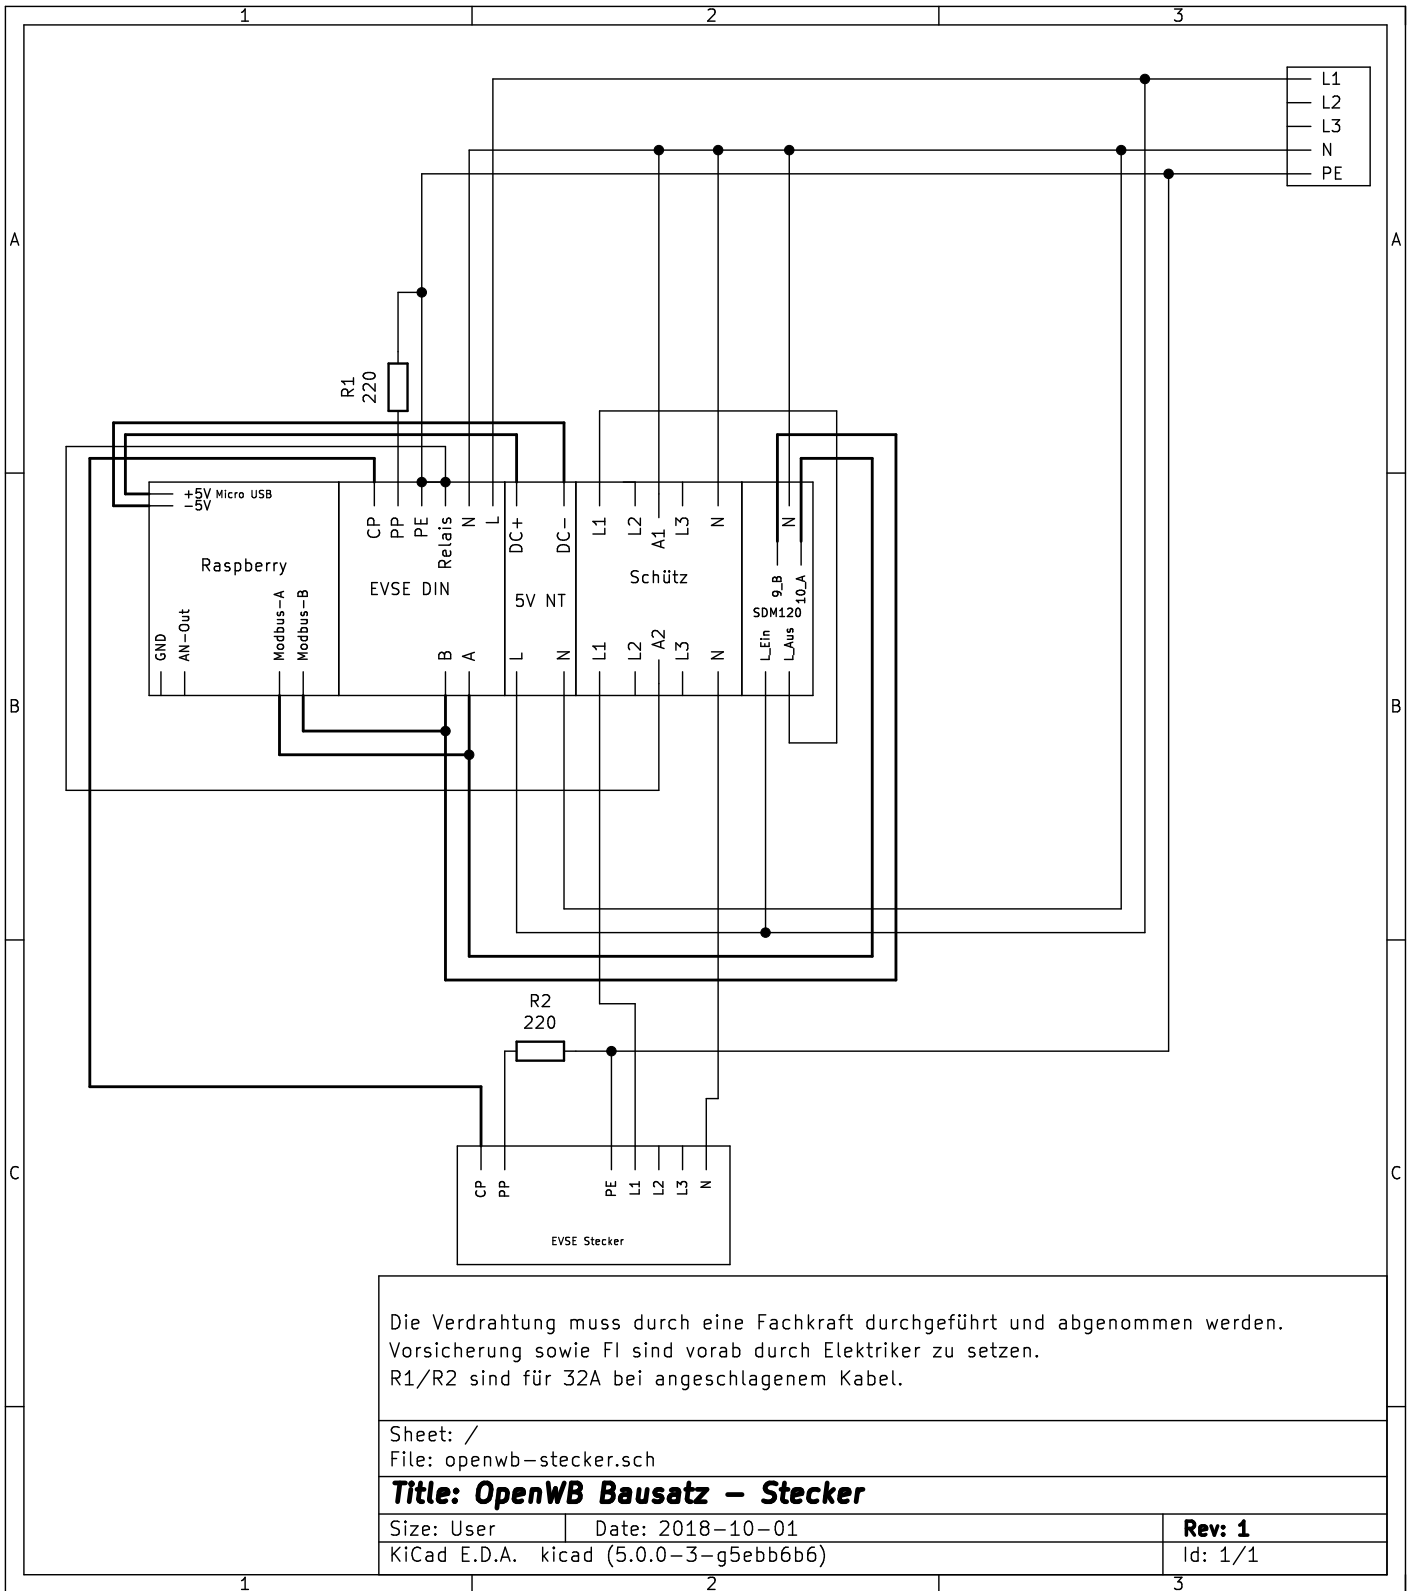 1 2 3
L1
L2
L3
N
PE
A A
R1
220
+5V Micro USB
-5V
CP
PP
PE
Relais
N
L
DC+
DC-
L1
L2
A1
L3
N
N
9_B
10_A
Raspberry
EVSE DIN
5V NT
Schütz
SDM120
GND
AN-Out
Modbus-A
Modbus-B
B
A
L
N
L1
L2
A2
L3
N
L_Ein
L_Aus
B B
R2
220
C C
CP
PP
PE
L1
L2
L3
N
EVSE Stecker
Die Verdrahtung muss durch eine Fachkraft durchgeführt und abgenommen werden.
Vorsicherung sowie FI sind vorab durch Elektriker zu setzen.
R1/R2 sind für 32A bei angeschlagenem Kabel.
Sheet: /
File: openwb-stecker.sch
Title: OpenWB Bausatz - Stecker
Size: User Date: 2018-10-01 Rev: 1
KiCad E.D.A. kicad (5.0.0-3-g5ebb6b6) Id: 1/1
1 2 3